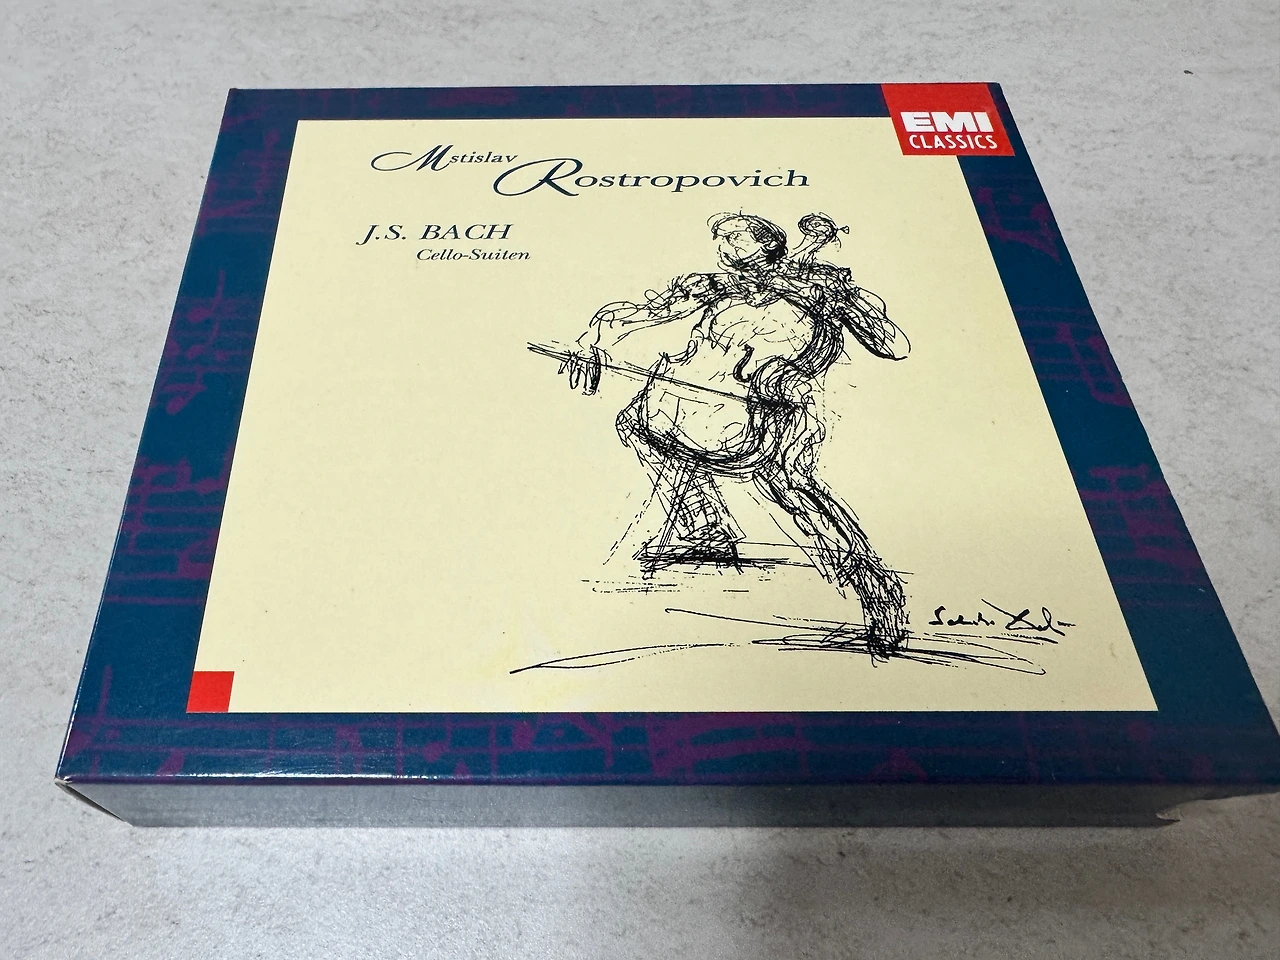 EMI
CLASSICS
Mstislav
Rostropovich
J.S. BACH
Cello-Suiten